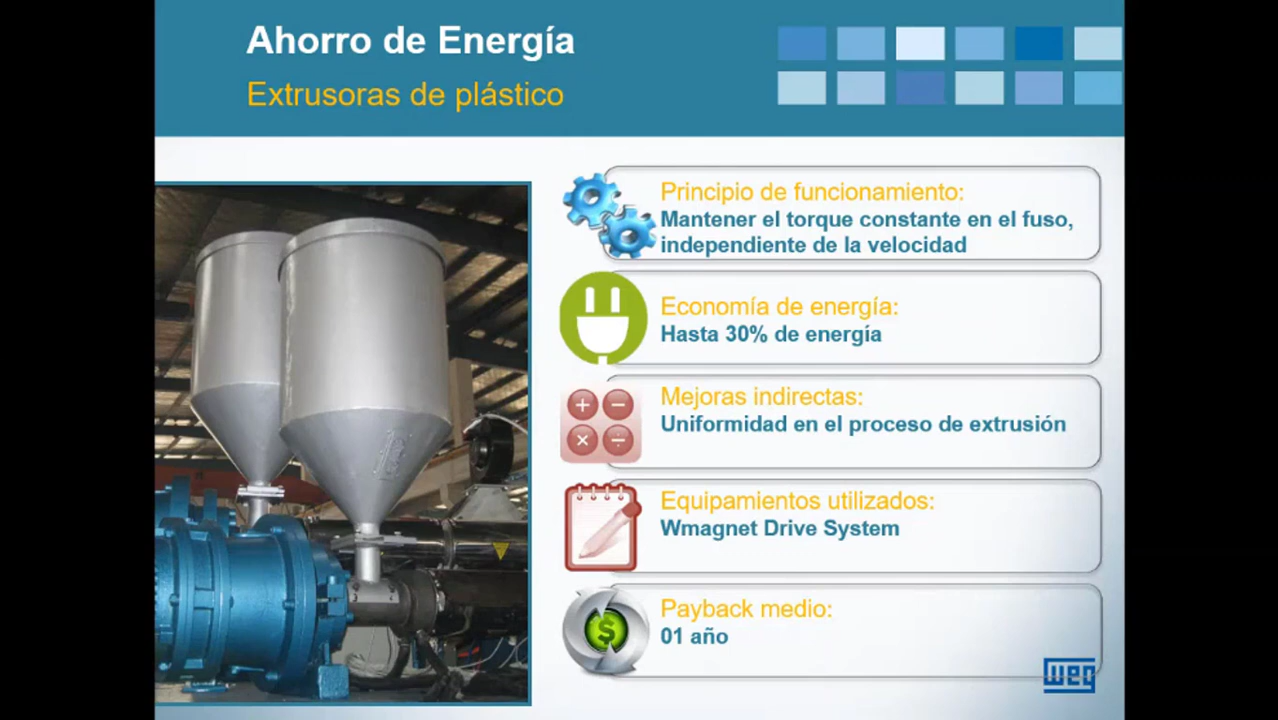 Ahorro de Energía
Extrusoras de plástico
Principio de funcionamiento:
Mantener el torque constante en el fuso,
independiente de la velocidad
Economía de energía:
Hasta 30% de energía
Mejoras indirectas:
Uniformidad en el proceso de extrusión
Equipamientos utilizados:
Wmagnet Drive System
Payback medio:
01 año
weg